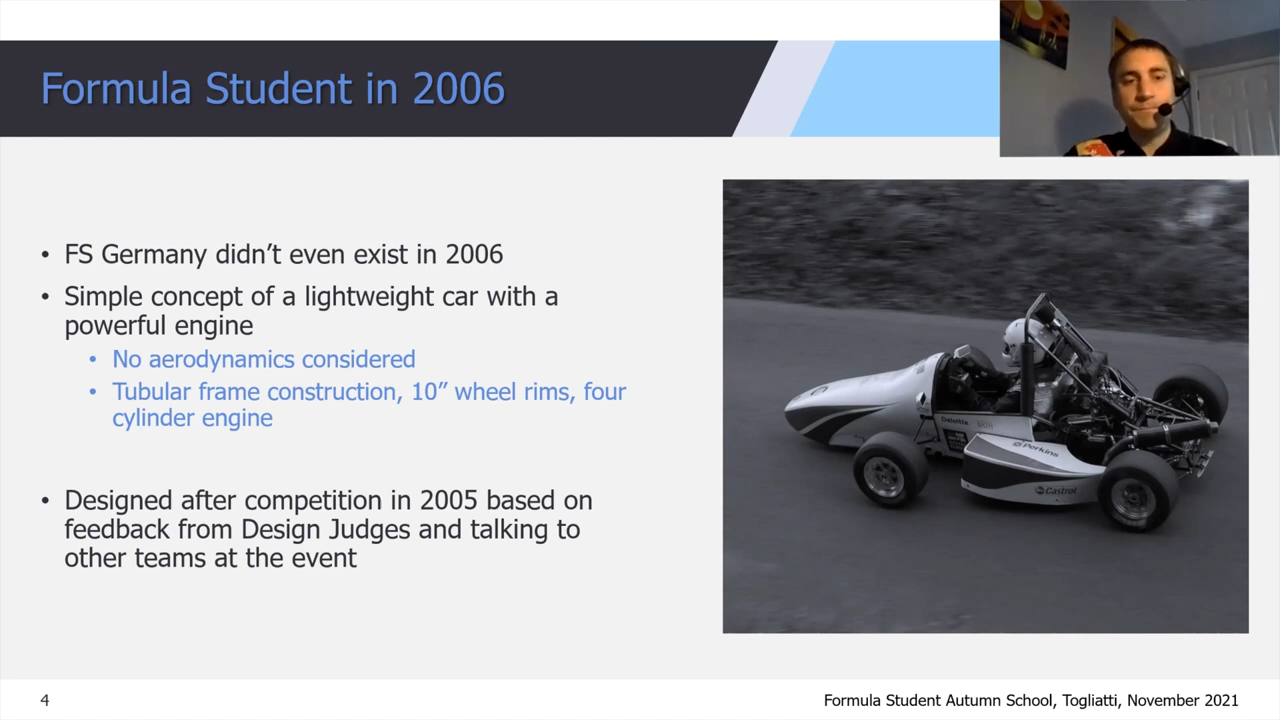 Formula Student in 2006
• FS Germany didn’t even exist in 2006
• Simple concept of a lightweight car with a
powerful engine
• No aerodynamics considered
• Tubular frame construction, 10” wheel rims, four
cylinder engine
• Designed after competition in 2005 based on
feedback from Design Judges and talking to
other teams at the event
Deloitte.
Perkins
Castrol
4
Formula Student Autumn School, Togliatti, November 2021